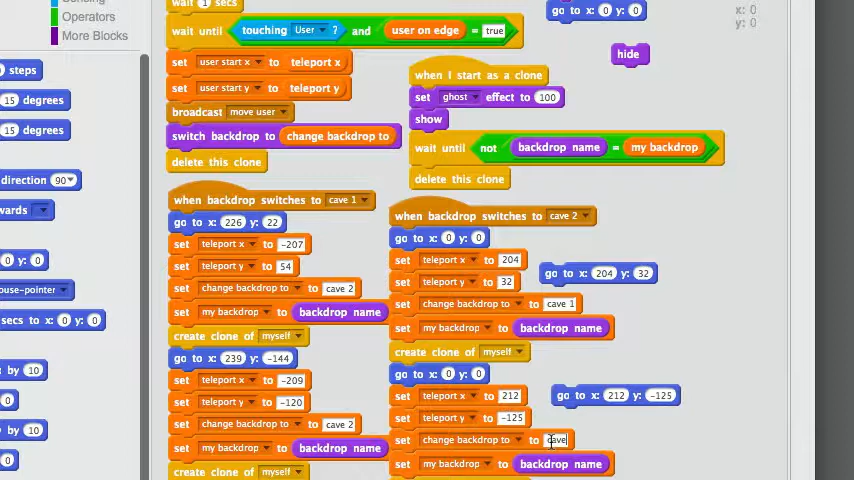 Operators
More Blocks
steps
15 degrees
15 degrees
direction 90
wards
0 y: 0
mouse-pointer
secs to x: 0 y: 0
by 10
0
by 10
0
wait 1 secs
wait until touching User ? and user on edge = true
set user start x to teleport x
set user start y to teleport y
broadcast move user
switch backdrop to change backdrop to
delete this clone
when backdrop switches to cave 1
go to x: 226 y: 22
set teleport x to -207
set teleport y to 54
set change backdrop to to cave 2
set my backdrop to backdrop name
create clone of myself
go to x: 239 y: -144
set teleport x to -209
set teleport y to -120
set change backdrop to to cave 2
set my backdrop to backdrop name
create clone of myself
go to x: 0 y: 0
x: 0
y: 0
hide
when I start as a clone
set ghost effect to 100
show
wait until not backdrop name = my backdrop
delete this clone
when backdrop switches to cave 2
go to x: 0 y: 0
set teleport x to 204
set teleport y to 32
set change backdrop to to cave 1
set my backdrop to backdrop name
create clone of myself
go to x: 0 y: 0
set teleport x to 212
set teleport y to -125
set change backdrop to to cave
set my backdrop to backdrop name
go to x: 204 y: 32
go to x: 212 y: -125